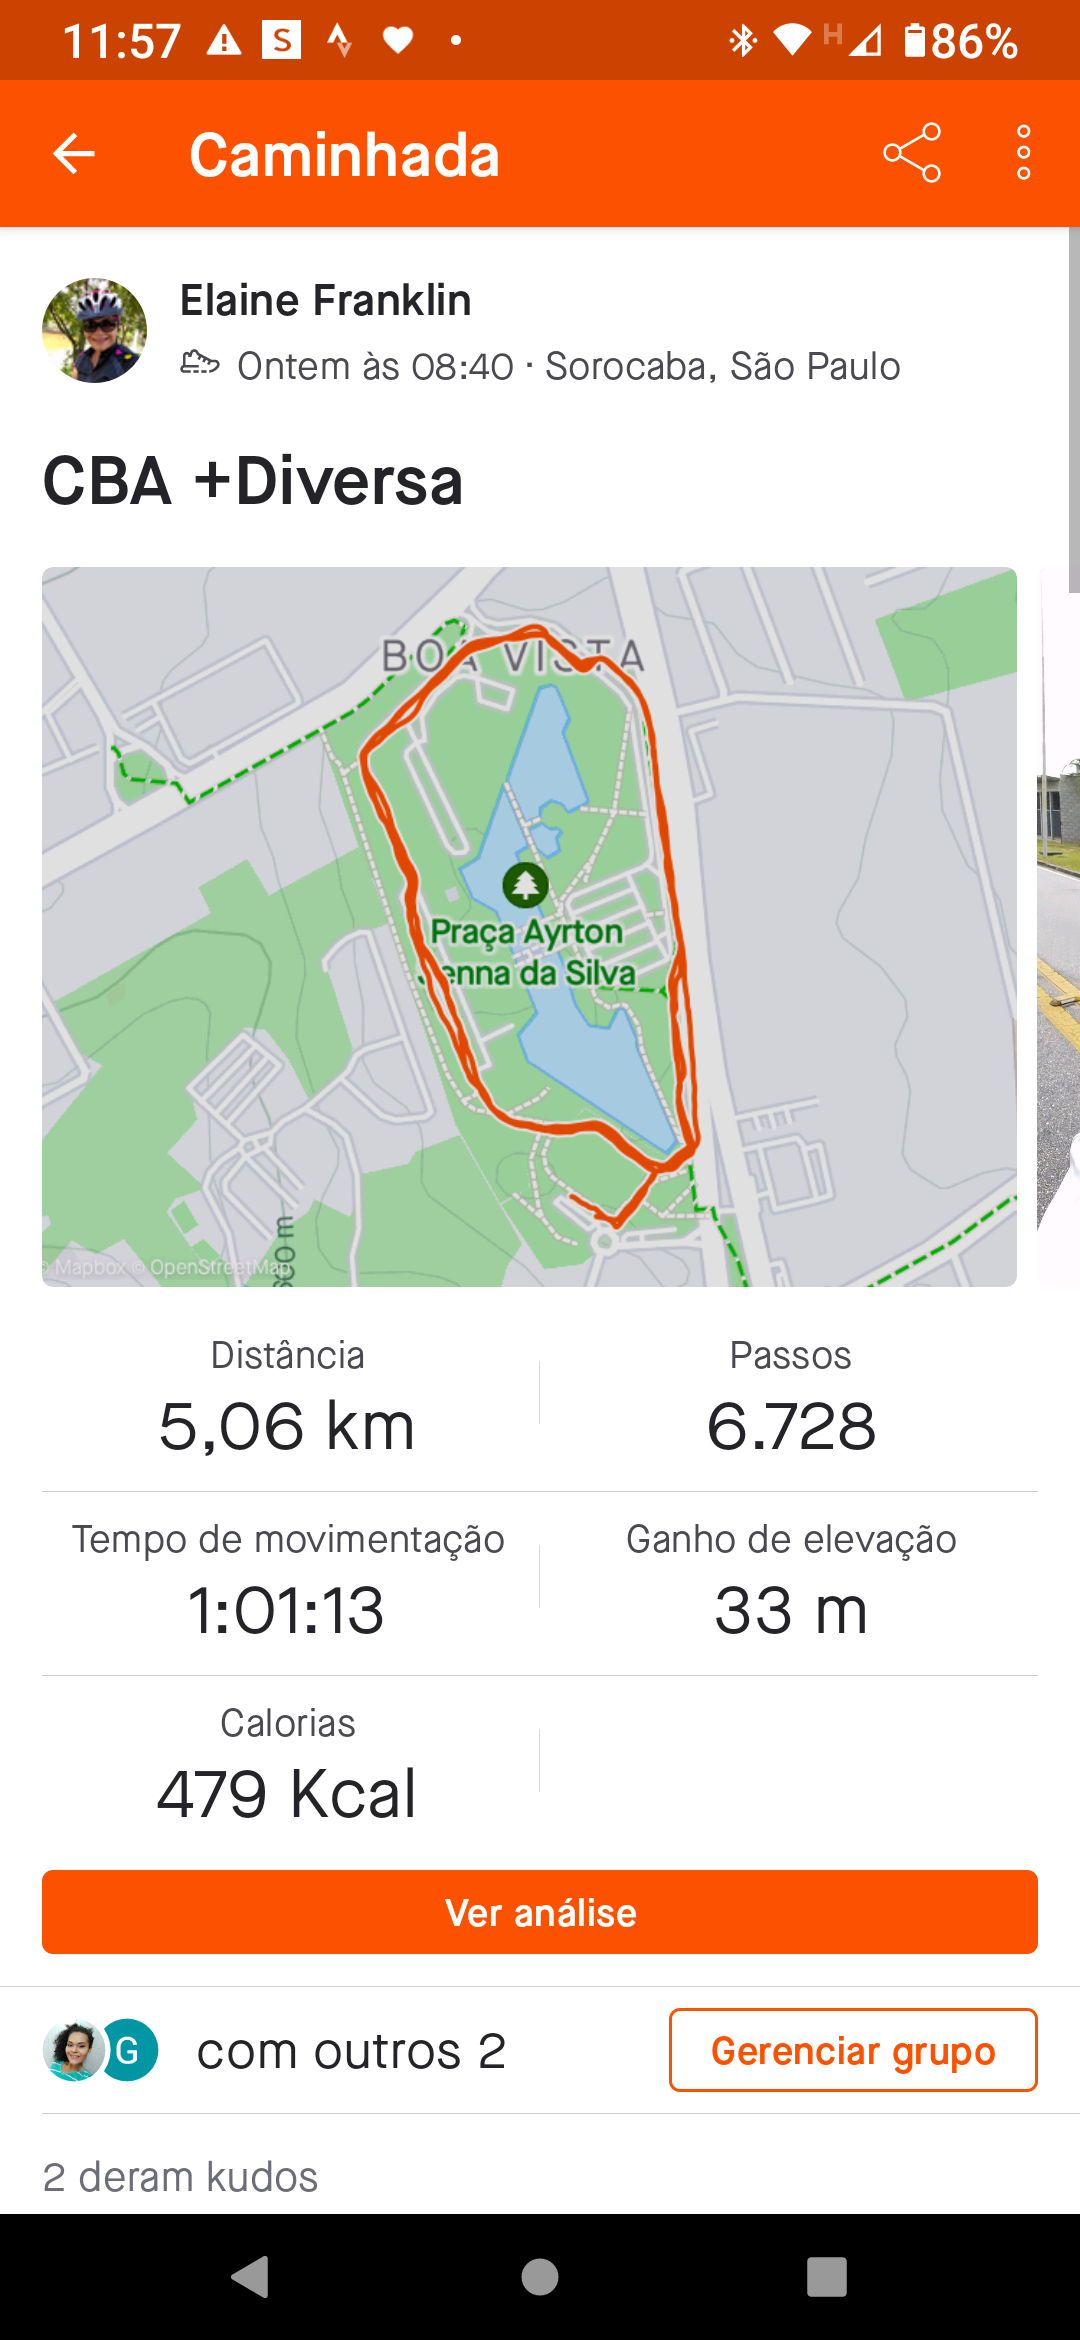 11:57 S H 86%
Caminhada
Elaine Franklin
Ontem às 08:40 · Sorocaba, São Paulo
CBA +Diversa
BOA VISTA
Praça Ayrton
enna da Silva
600 m
© Mapbox © OpenStreetMap
Distância
5,06 km
Passos
6.728
Tempo de movimentação
1:01:13
Ganho de elevação
33 m
Calorias
479 Kcal
Ver análise
G com outros 2
Gerenciar grupo
2 deram kudos